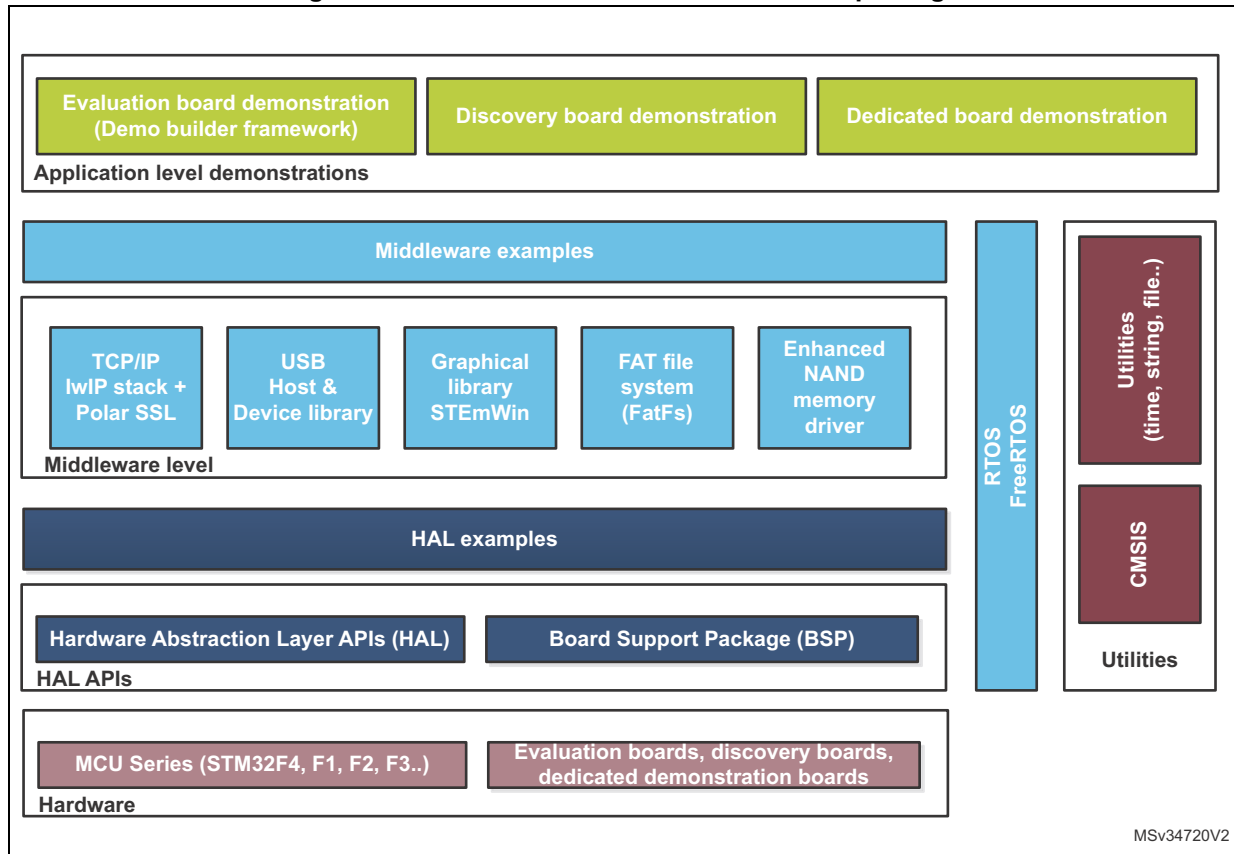 Evaluation board demonstration
(Demo builder framework)
Discovery board demonstration
Dedicated board demonstration
Application level demonstrations
Middleware examples
TCP/IP
lwIP stack +
Polar SSL
USB
Host &
Device library
Graphical
library
STEmWin
FAT file
system
(FatFs)
Enhanced
NAND
memory
driver
Middleware level
HAL examples
Hardware Abstraction Layer APIs (HAL)
Board Support Package (BSP)
HAL APIs
MCU Series (STM32F4, F1, F2, F3..)
Evaluation boards, discovery boards,
dedicated demonstration boards
Hardware
RTOS
FreeRTOS
Utilities
(time, string, file..)
CMSIS
Utilities
MSv34720V2